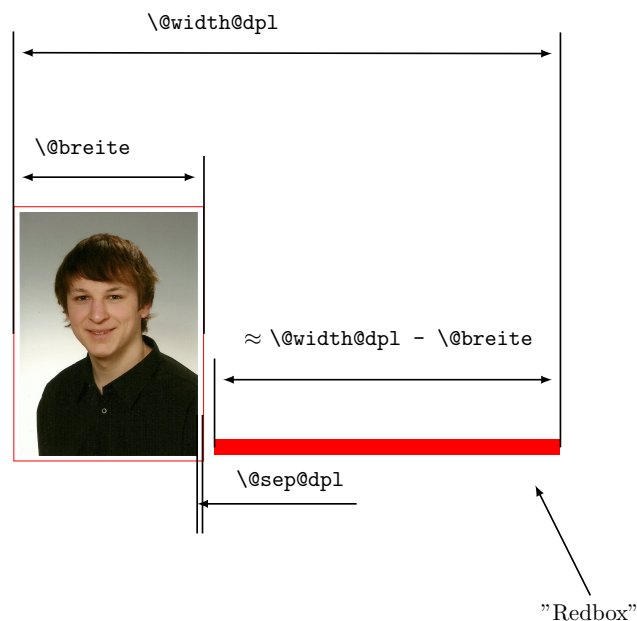 \@width@dpl
\@breite
≈ \@width@dpl - \@breite
\@sep@dpl
"Redbox"